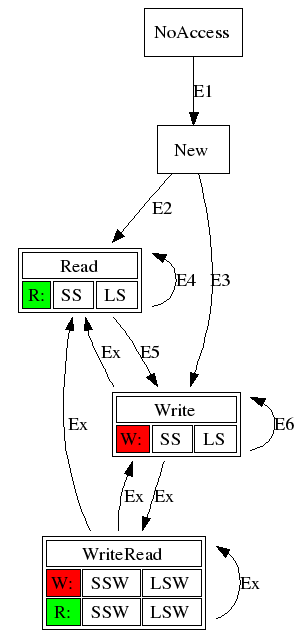 NoAccess
E1
New
E2
Read
R: SS LS
E4
E3
Ex
E5
Write
W: SS LS
Ex
E6
Ex
Ex
WriteRead
W: SSW LSW
R: SSW LSW
Ex